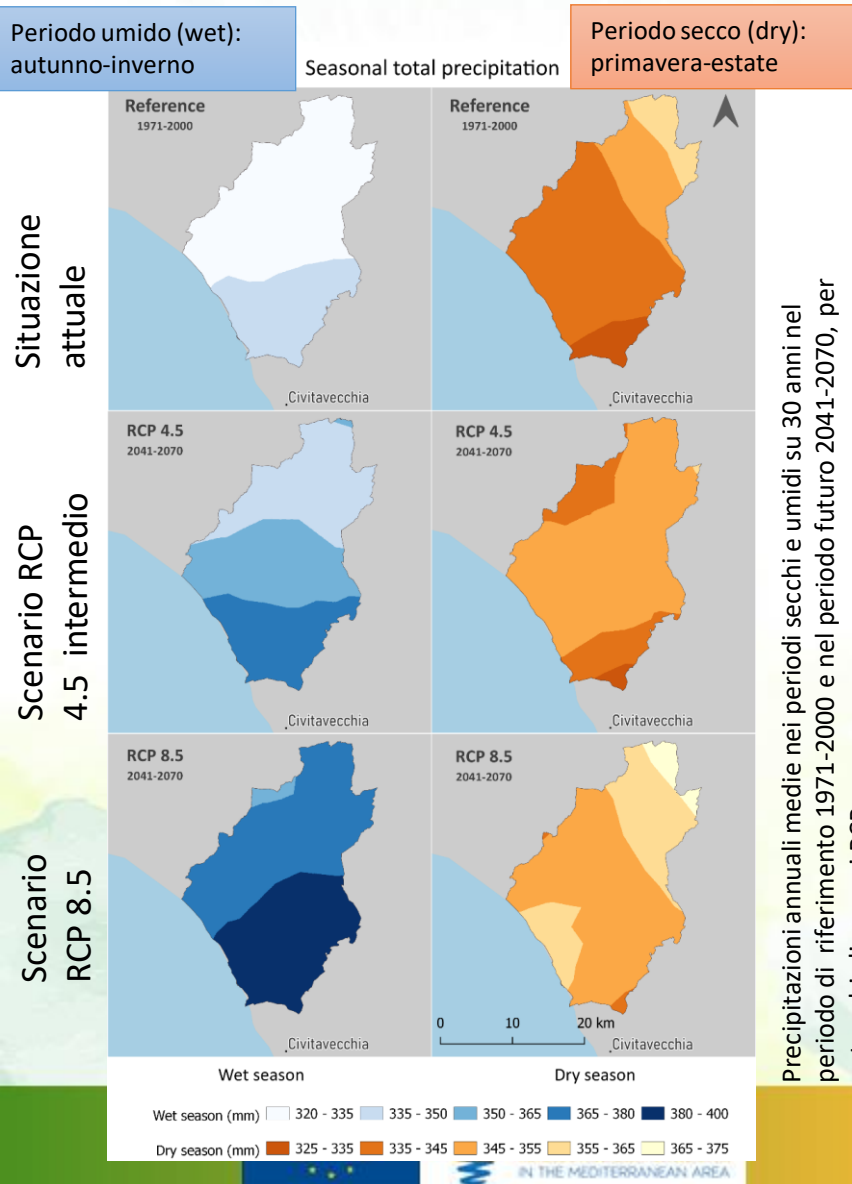 Periodo umido (wet):
autunno-inverno
Seasonal total precipitation
Periodo secco (dry):
primavera-estate
Situazione
attuale
Reference
1971-2000
Civitavecchia
Reference
1971-2000
Civitavecchia
Scenario RCP
4.5 intermedio
RCP 4.5
2041-2070
Civitavecchia
RCP 4.5
2041-2070
Civitavecchia
Scenario
RCP 8.5
RCP 8.5
2041-2070
Civitavecchia
RCP 8.5
2041-2070
0 10 20 km
Civitavecchia
Wet season
Dry season
Wet season (mm) 320 - 335 335 - 350 350 - 365 365 - 380 380 - 400
Dry season (mm) 325 - 335 335 - 345 345 - 355 355 - 365 365 - 375
Precipitazioni annuali medie nei periodi secchi e umidi su 30 anni nel
periodo di riferimento 1971-2000 e nel periodo futuro 2041-2070, per
IN THE MEDITERRANEAN AREA